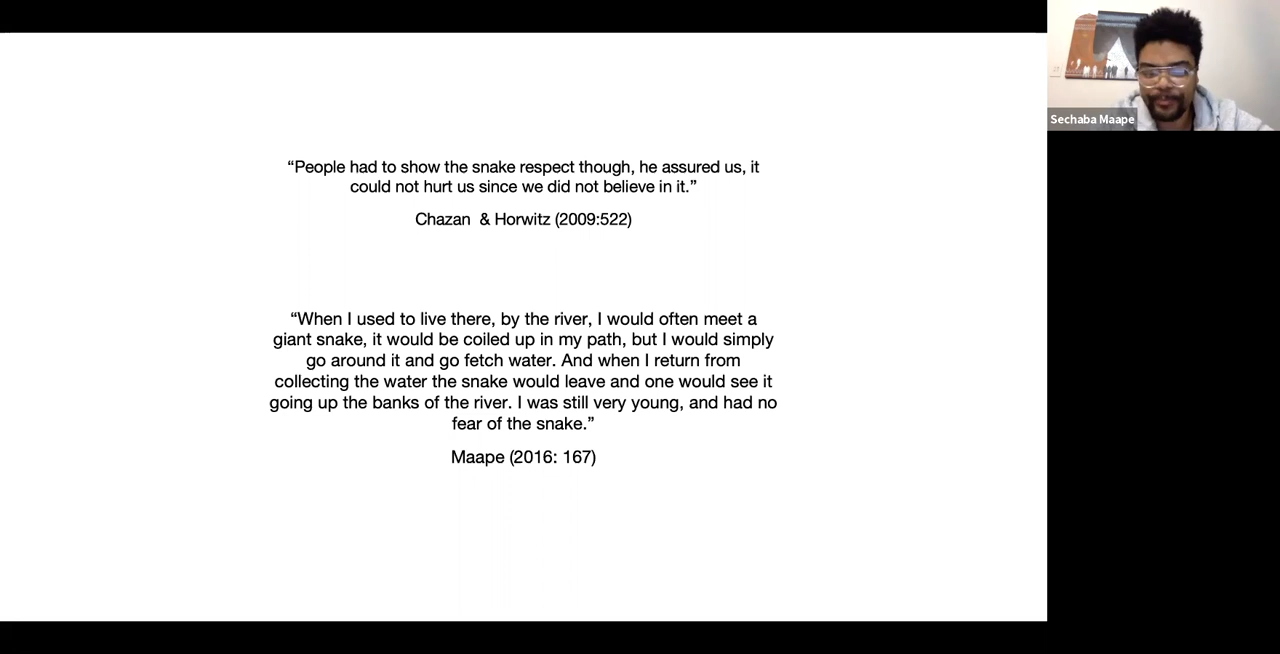 “People had to show the snake respect though, he assured us, it
could not hurt us since we did not believe in it.”
Chazan & Horwitz (2009:522)
“When I used to live there, by the river, I would often meet a
giant snake, it would be coiled up in my path, but I would simply
go around it and go fetch water. And when I return from
collecting the water the snake would leave and one would see it
going up the banks of the river. I was still very young, and had no
fear of the snake.”
Maape (2016: 167)
Sechaba Maape